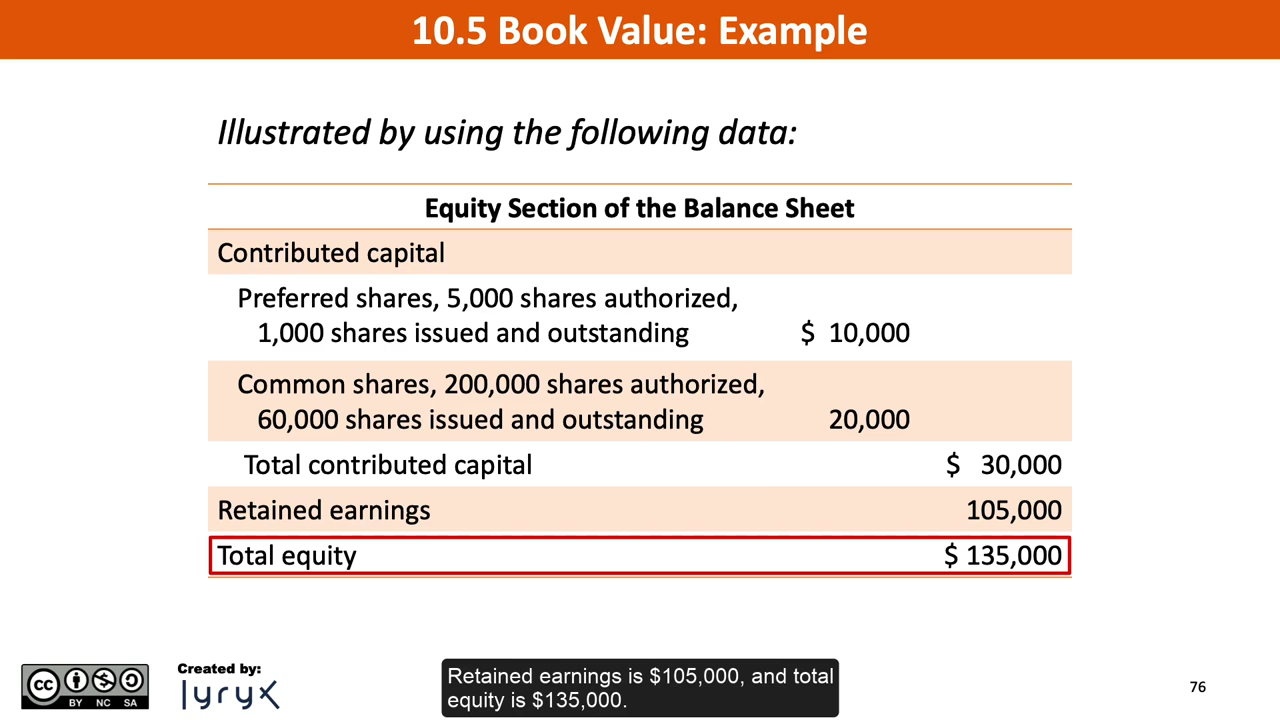 10.5 Book Value: Example
Illustrated by using the following data:
Equity Section of the Balance Sheet
Contributed capital
Preferred shares, 5,000 shares authorized,
1,000 shares issued and outstanding $ 10,000
Common shares, 200,000 shares authorized,
60,000 shares issued and outstanding 20,000
Total contributed capital $ 30,000
Retained earnings 105,000
Total equity $ 135,000
cc BY NC SA
Created by:
lyryx
Retained earnings is $105,000, and total
equity is $135,000.
76